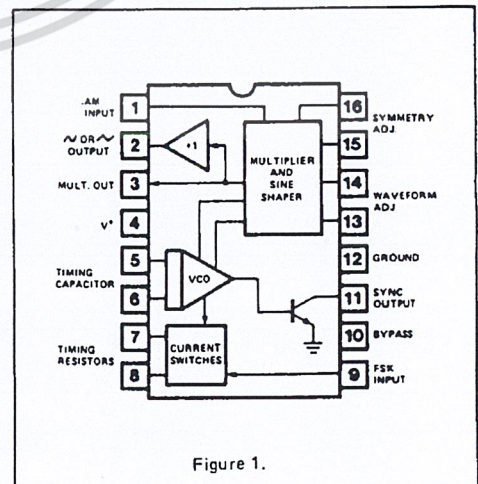 .AM
INPUT
1
∿ OR ~
OUTPUT
2
MULT. OUT
3
V+
4
TIMING
CAPACITOR
5
6
TIMING
RESISTORS
7
8
+1
MULTIPLIER
AND
SINE
SHAPER
VCO
CURRENT
SWITCHES
16
SYMMETRY
ADJ.
15
14
WAVEFORM
ADJ
13
12
GROUND
11
SYNC
OUTPUT
10
BYPASS
9
FSK
INPUT
Figure 1.